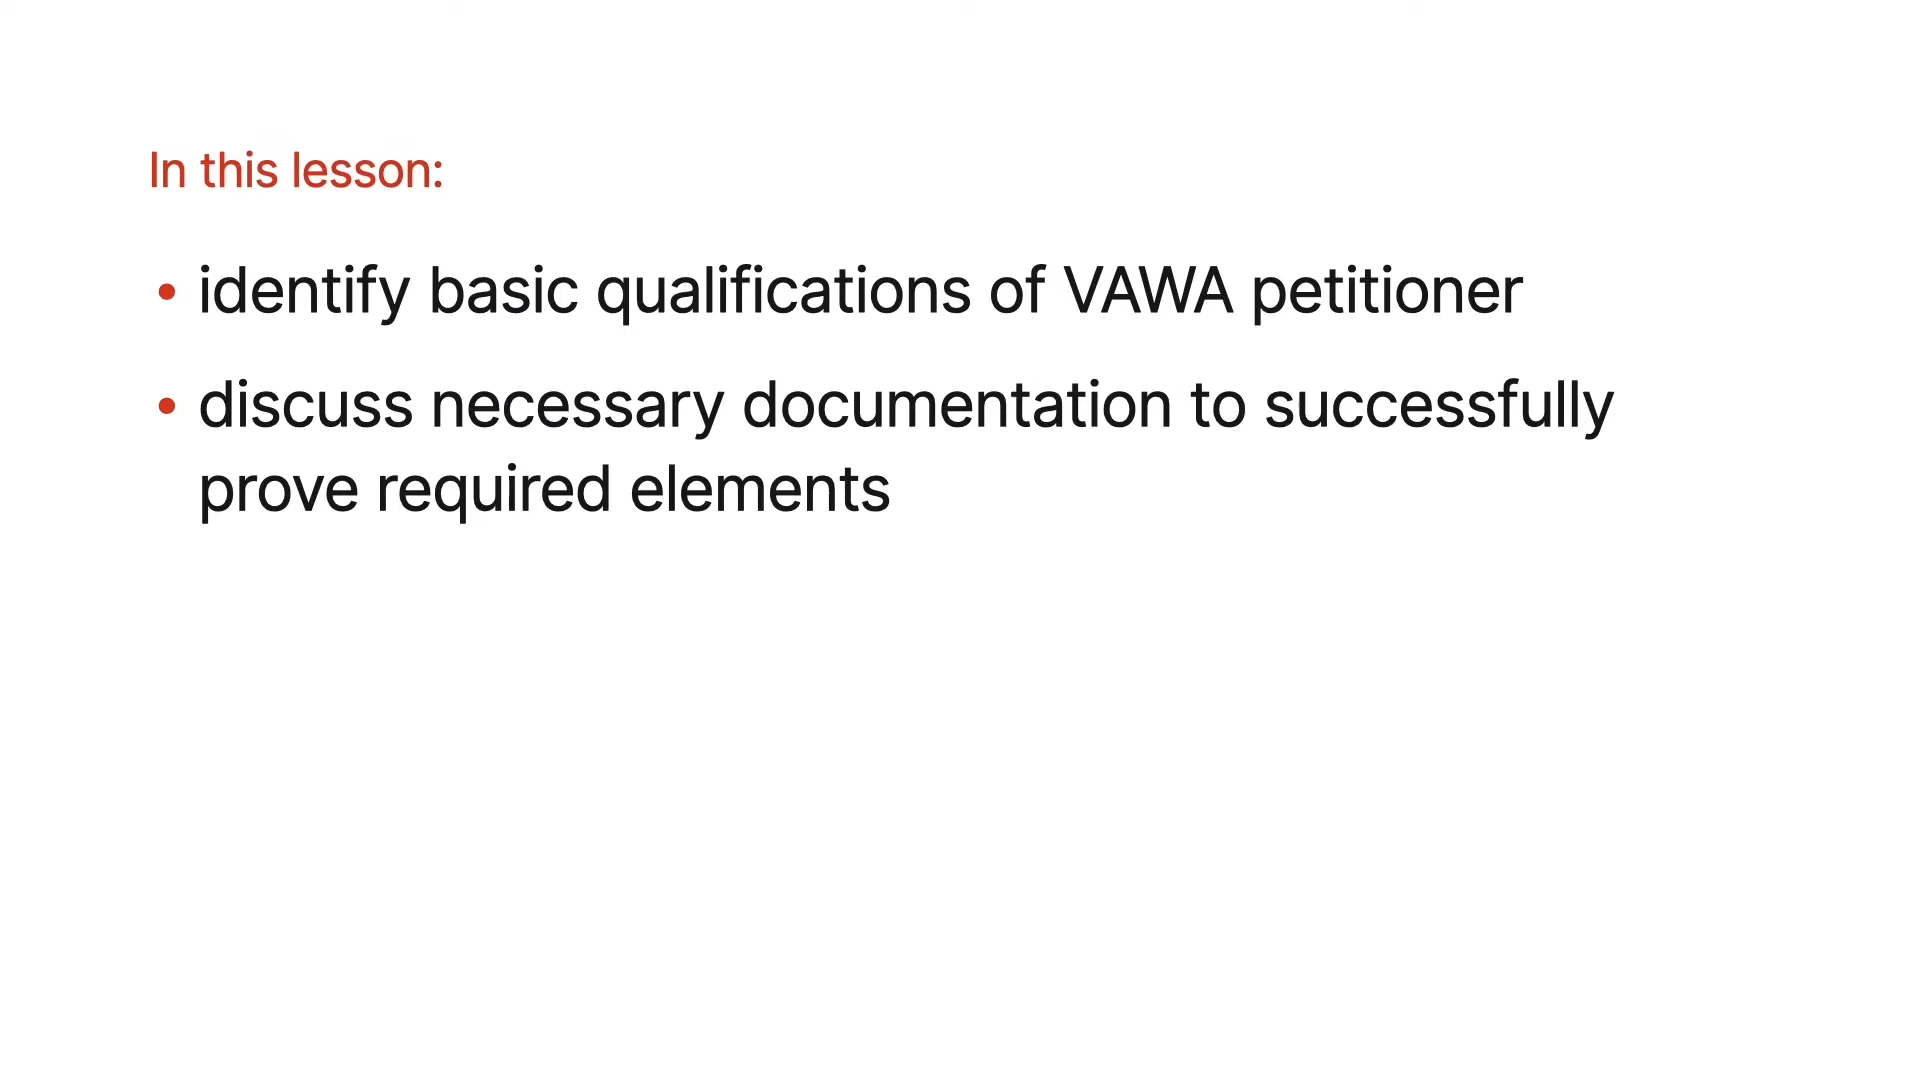 In this lesson:
• identify basic qualifications of VAWA petitioner
• discuss necessary documentation to successfully
prove required elements